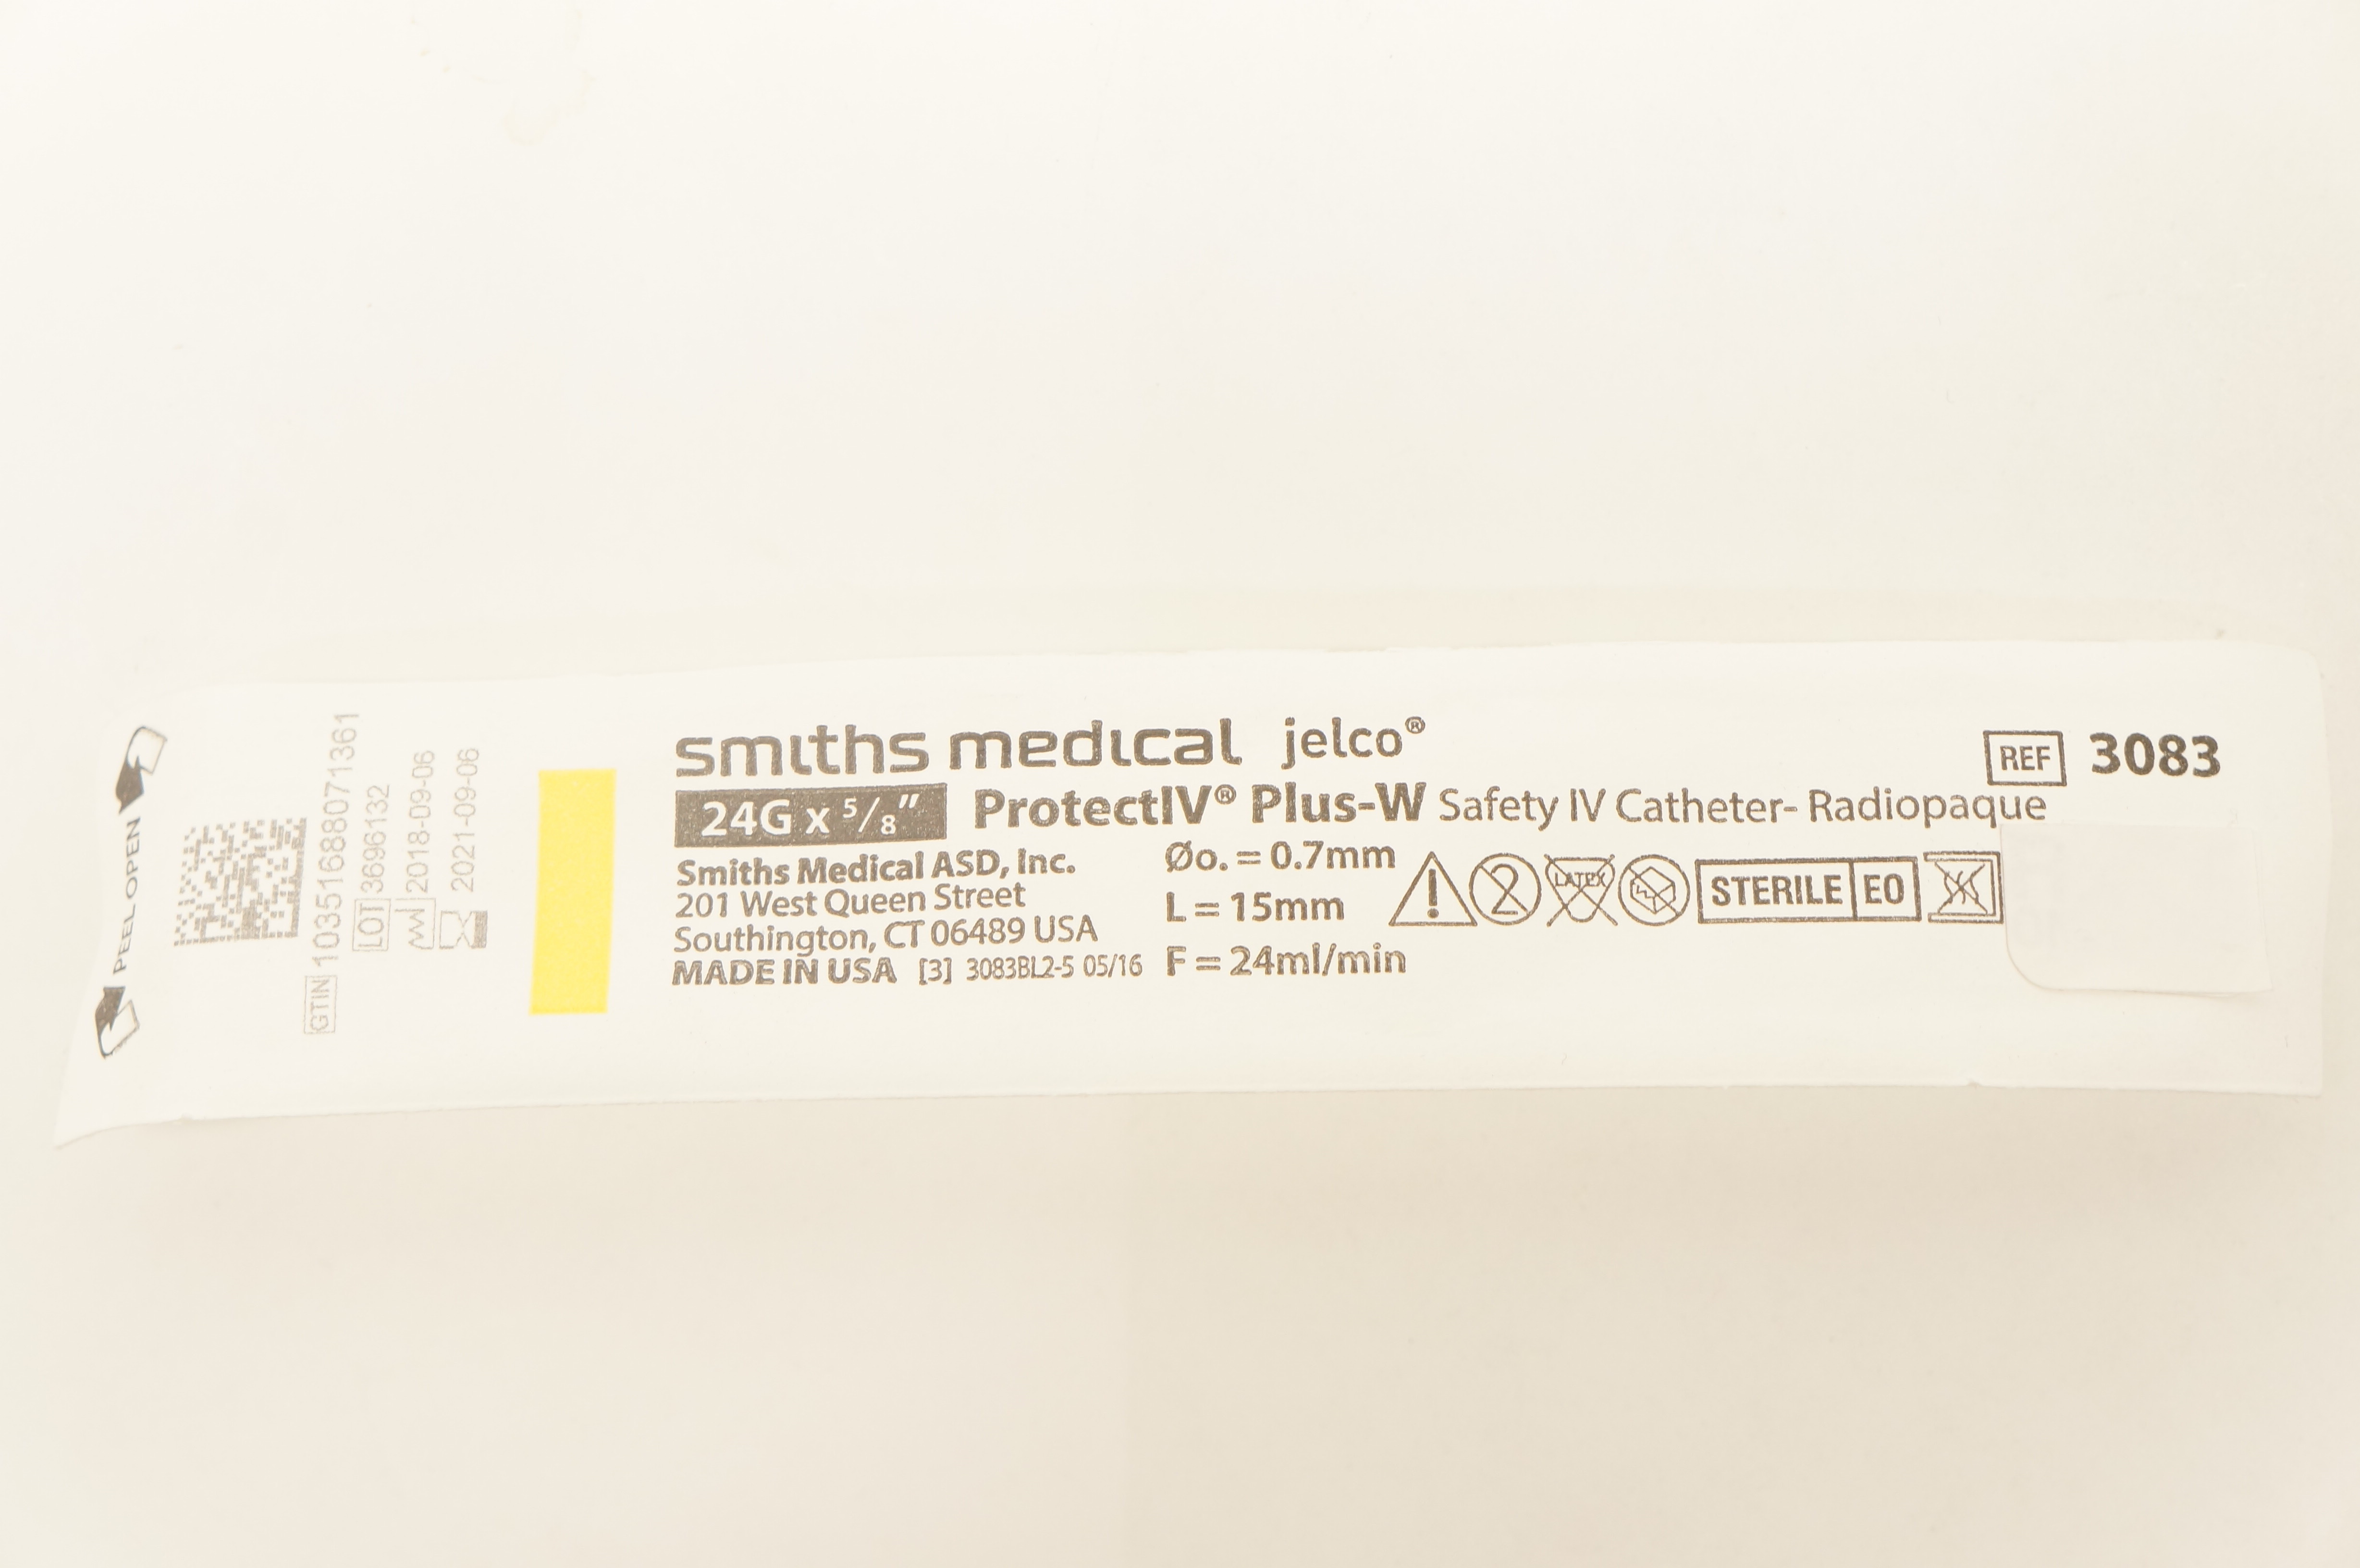 PEEL OPEN
GTIN 10351688071361
LOT 3696132
2018-09-06
2021-09-06
smiths medical jelco®
REF 3083
24G x 5/8" ProtectIV® Plus-W Safety IV Catheter- Radiopaque
Smiths Medical ASD, Inc.
201 West Queen Street
Southington, CT 06489 USA
MADE IN USA [3] 3083BL2-5 05/16
Øo. = 0.7mm
L = 15mm
F = 24ml/min
2
LATEX
STERILE EO